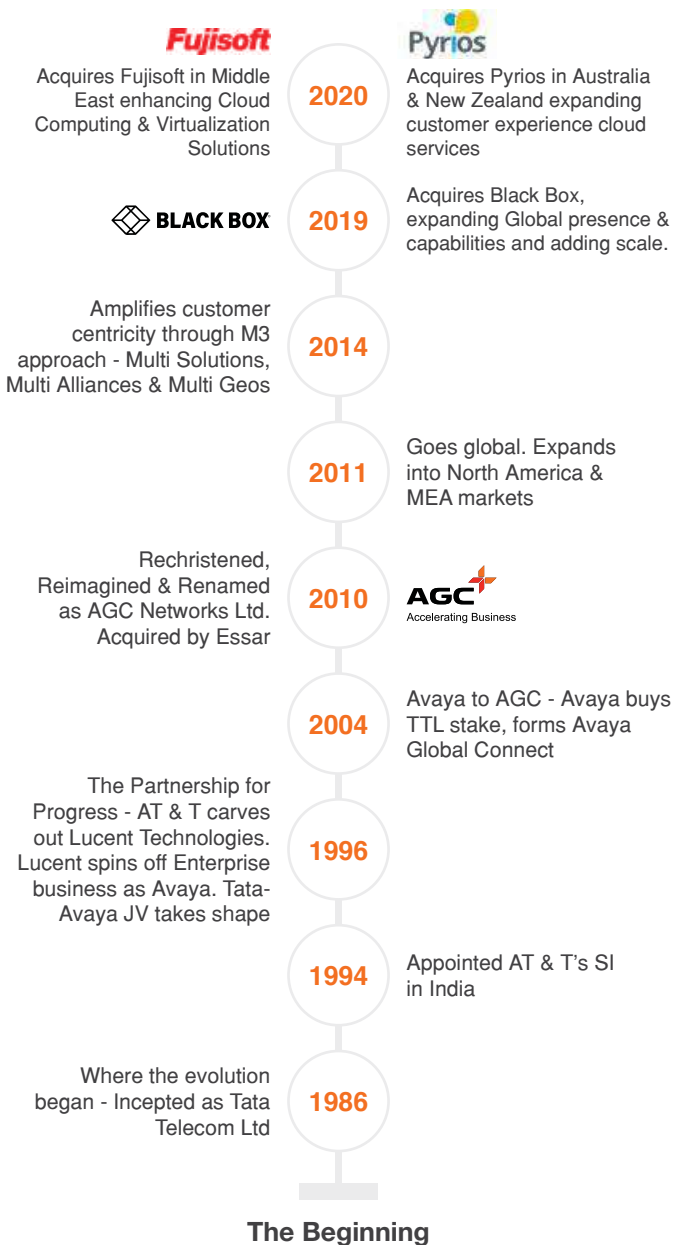 Fujisoft
Acquires Fujisoft in Middle
East enhancing Cloud
Computing & Virtualization
Solutions
2020
Pyrios
Acquires Pyrios in Australia
& New Zealand expanding
customer experience cloud
services
BLACK BOX
2019
Acquires Black Box,
expanding Global presence &
capabilities and adding scale.
Amplifies customer
centricity through M3
approach - Multi Solutions,
Multi Alliances & Multi Geos
2014
2011
Goes global. Expands
into North America &
MEA markets
Rechristened,
Reimagined & Renamed
as AGC Networks Ltd.
Acquired by Essar
2010
AGC
Accelerating Business
2004
Avaya to AGC - Avaya buys
TTL stake, forms Avaya
Global Connect
The Partnership for
Progress - AT & T carves
out Lucent Technologies.
Lucent spins off Enterprise
business as Avaya. Tata-
Avaya JV takes shape
1996
1994
Appointed AT & T’s SI
in India
Where the evolution
began - Incepted as Tata
Telecom Ltd
1986
The Beginning